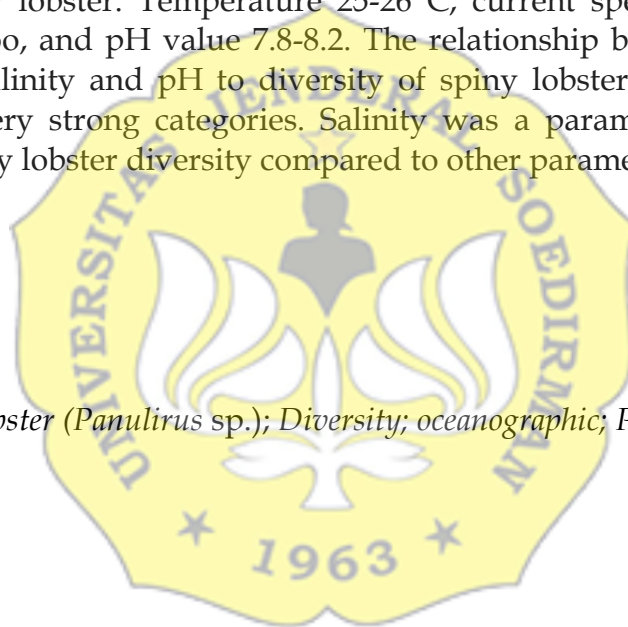 lobster. Temperature 25-26 C, current spe
oo, and pH value 7.8-8.2. The relationship b
linity and pH to diversity of spiny lobster
ery strong categories. Salinity was a param
y lobster diversity compared to other parame
UNIVERSITAS JENDERAL SOEDIRMAN
bster (Panulirus sp.); Diversity; oceanographic; P
★ 1963 ★